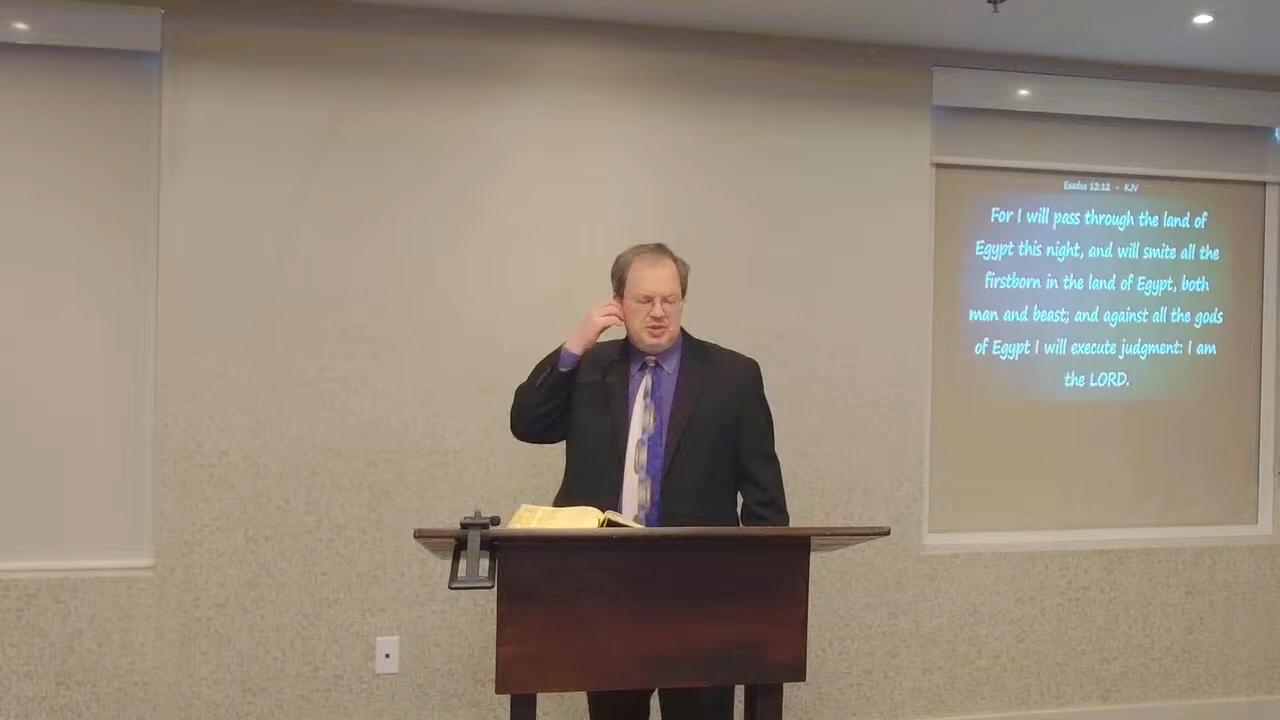 Exodus 12:12 - KJV
For I will pass through the land of
Egypt this night, and will smite all the
firstborn in the land of Egypt, both
man and beast; and against all the gods
of Egypt I will execute judgment: I am
the LORD.